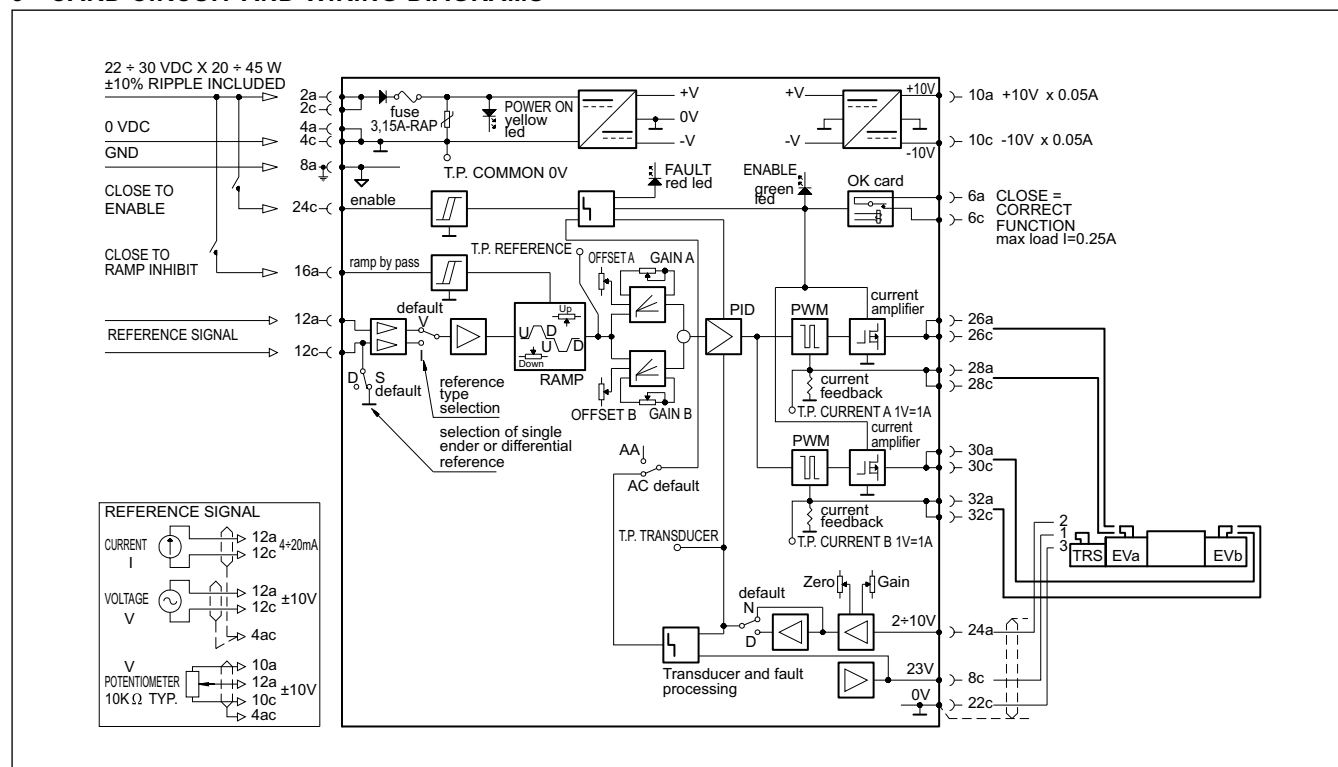 22 ÷ 30 VDC X 20 ÷ 45 W
±10% RIPPLE INCLUDED
0 VDC
GND
CLOSE TO
ENABLE
CLOSE TO
RAMP INHIBIT
REFERENCE SIGNAL
2a
2c
4a
4c
8a
24c
16a
12a
12c
fuse
3,15A-RAP
POWER ON
yellow
led
T.P. COMMON 0V
+V
0V
-V
+V
-V
+10V
-10V
10a +10V x 0.05A
10c -10V x 0.05A
enable
FAULT
red led
ENABLE
green
led
OK card
6a
6c
CLOSE =
CORRECT
FUNCTION
max load I=0.25A
ramp by pass
T.P. REFERENCE
OFFSET A
GAIN A
default
V
I
D S
default
reference
type
selection
selection of single
ender or differential
reference
Up
U D
U D
Down
RAMP
OFFSET B
GAIN B
PID
PWM
current
amplifier
26a
26c
28a
28c
current
feedback
T.P. CURRENT A 1V=1A
PWM
current
amplifier
30a
30c
32a
32c
current
feedback
T.P. CURRENT B 1V=1A
AA
AC default
T.P. TRANSDUCER
Zero
Gain
default
N
D
2÷10V
24a
Transducer and fault
processing
23V
8c
0V
22c
2
1
3
TRS
EVa
EVb
REFERENCE SIGNAL
CURRENT
I
12a
12c
4÷20mA
VOLTAGE
V
12a
12c
±10V
4ac
V
POTENTIOMETER
10KΩ TYP.
10a
12a
10c
4ac
±10V